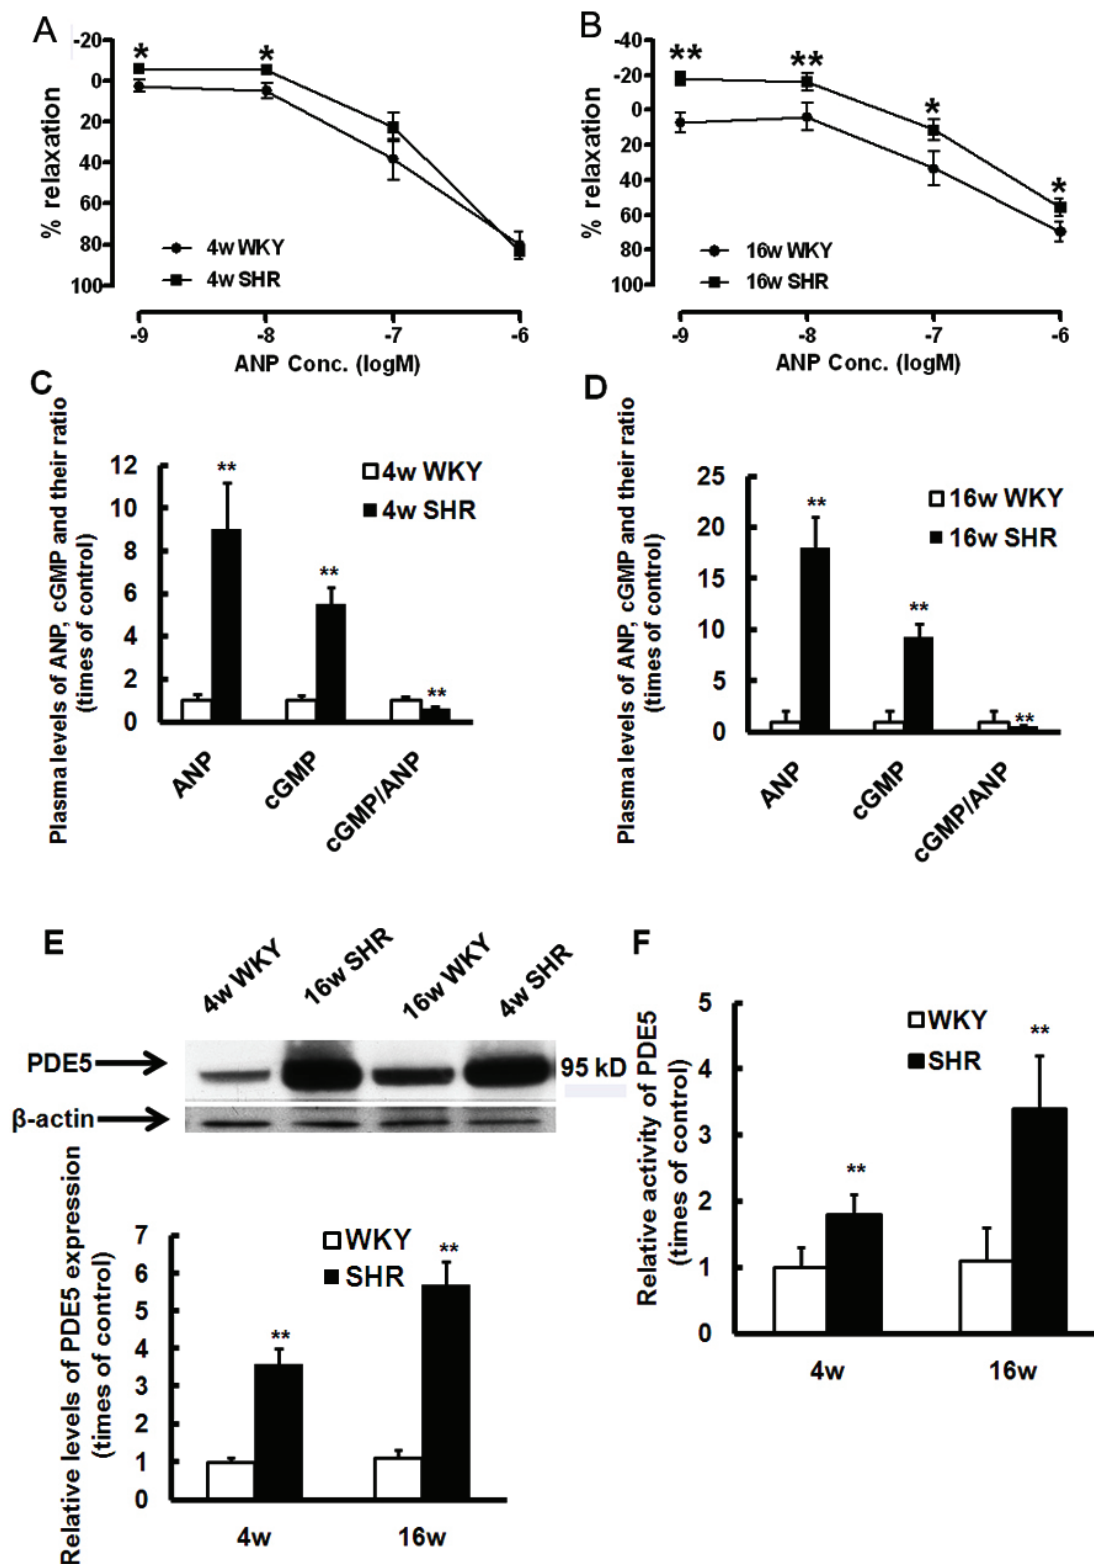 A
-20
0
20
40
60
80
100
% relaxation
*
*
4w WKY
4w SHR
-9
-8
-7
-6
ANP Conc. (logM)
B
-40
-20
0
20
40
60
80
100
% relaxation
**
**
*
*
16w WKY
16w SHR
-9
-8
-7
-6
ANP Conc. (logM)
C
Plasma levels of ANP, cGMP and their ratio
(times of control)
12
10
8
6
4
2
0
**
**
**
4w WKY
4w SHR
ANP
cGMP
cGMP/ANP
D
Plasma levels of ANP, cGMP and their ratio
(times of control)
25
20
15
10
5
0
**
**
**
16w WKY
16w SHR
ANP
cGMP
cGMP/ANP
E
4w WKY
16w SHR
16w WKY
4w SHR
PDE5
95 kD
β-actin
Relative levels of PDE5 expression
(times of control)
7
6
5
4
3
2
1
0
WKY
SHR
**
**
4w
16w
F
Relative activity of PDE5
(times of control)
5
4
3
2
1
0
WKY
SHR
**
**
4w
16w